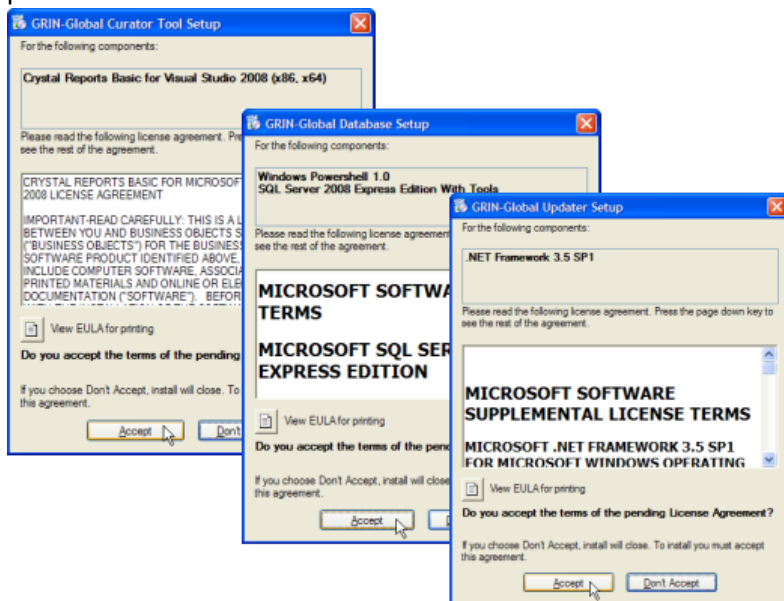 GRIN-Global Curator Tool Setup
For the following components:
Crystal Reports Basic for Visual Studio 2008 (x86, x64)
Please read the following license agreement.
see the rest of the agreement.
CRYSTAL REPORTS BASIC FOR MICROSOF
2008 LICENSE AGREEMENT
IMPORTANT-READ CAREFULLY: THIS IS A L
BETWEEN YOU AND BUSINESS OBJECTS S
("BUSINESS OBJECTS") FOR THE BUSINES
SOFTWARE PRODUCT IDENTIFIED ABOVE,
INCLUDE COMPUTER SOFTWARE, ASSOCIA
PRINTED MATERIALS AND ONLINE OR ELE
DOCUMENTATION ("SOFTWARE"). BEFOR
View EULA for printing
Do you accept the terms of the pending
If you choose Don't Accept, install will close. To
this agreement.
Accept
Don't
GRIN-Global Database Setup
For the following components:
Windows Powershell 1.0
SQL Server 2008 Express Edition With Tools
Please read the following license agreement
see the rest of the agreement.
MICROSOFT SOFTWA
TERMS
MICROSOFT SQL SER
EXPRESS EDITION
View EULA for printing
Do you accept the terms of the pend
If you choose Don't Accept, install will close
this agreement.
Accept
GRIN-Global Updater Setup
For the following components:
.NET Framework 3.5 SP1
Please read the following license agreement. Press the page down key to
see the rest of the agreement.
MICROSOFT SOFTWARE
SUPPLEMENTAL LICENSE TERMS
MICROSOFT .NET FRAMEWORK 3.5 SP1
FOR MICROSOFT WINDOWS OPERATING
View EULA for printing
Do you accept the terms of the pending License Agreement?
If you choose Don't Accept, install will close. To install you must accept
this agreement.
Accept
Don't Accept